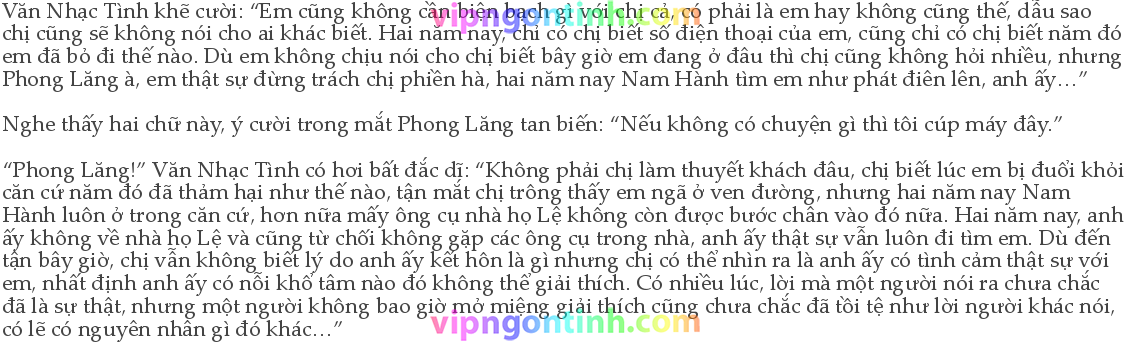 Văn Nhạc Tình khẽ cười: “Em cũng không cần biện bạch gì với chị cả, có phải là em hay không cũng thế, dẫu sao
chị cũng sẽ không nói cho ai khác biết. Hai năm nay, chỉ có chị biết số điện thoại của em, cũng chỉ có chị biết năm đó
em đã bỏ đi thế nào. Dù em không chịu nói cho chị biết bây giờ em đang ở đâu thì chị cũng không hỏi nhiều, nhưng
Phong Lăng à, em thật sự đừng trách chị phiền hà, hai năm nay Nam Hành tìm em như phát điên lên, anh ấy…”
Nghe thấy hai chữ này, ý cười trong mắt Phong Lăng tan biến: “Nếu không có chuyện gì thì tôi cúp máy đây.”
“Phong Lăng!” Văn Nhạc Tình có hơi bất đắc dĩ: “Không phải chị làm thuyết khách đâu, chị biết lúc em bị đuổi khỏi
căn cứ năm đó đã thảm hại như thế nào, tận mắt chị trông thấy em ngã ở ven đường, nhưng hai năm nay Nam
Hành luôn ở trong căn cứ, hơn nữa mấy ông cụ nhà họ Lệ không còn được bước chân vào đó nữa. Hai năm nay, anh
ấy không về nhà họ Lệ và cũng từ chối không gặp các ông cụ trong nhà, anh ấy thật sự vẫn luôn đi tìm em. Dù đến
tận bây giờ, chị vẫn không biết lý do anh ấy kết hôn là gì nhưng chị có thể nhìn ra là anh ấy có tình cảm thật sự với
em, nhất định anh ấy có nỗi khổ tâm nào đó không thể giải thích. Có nhiều lúc, lời mà một người nói ra chưa chắc
đã là sự thật, nhưng một người không bao giờ mở miệng giải thích cũng chưa chắc đã tồi tệ như lời người khác nói,
có lẽ có nguyên nhân gì đó khác…”
vipngontinh.com
vipngontinh.com